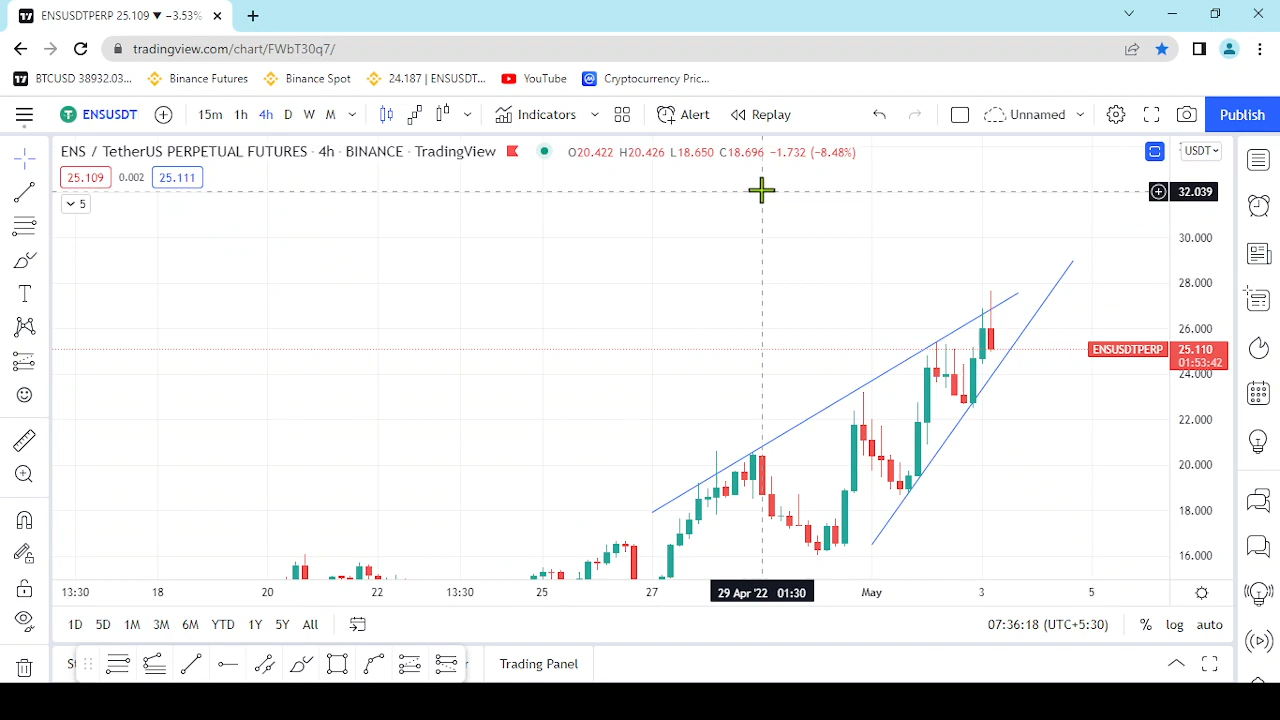 ENSUSDTPERP 25.109 ▼ −3.53%
tradingview.com/chart/FWbT30q7/
BTCUSD 38932.03... Binance Futures Binance Spot 24.187 | ENSUSDT... YouTube Cryptocurrency Pric...
ENSUSDT 15m 1h 4h D W M Indicators Alert Replay Unnamed Publish
ENS / TetherUS PERPETUAL FUTURES · 4h · BINANCE · TradingView O20.422 H20.426 L18.650 C18.696 −1.732 (−8.48%) USDT
25.109 0.002 25.111
32.039
5
30.000
28.000
26.000
ENSUSDTPERP 25.110
01:53:42
24.000
22.000
20.000
18.000
16.000
13:30 18 20 22 13:30 25 27 29 Apr '22 01:30 May 3 5
1D 5D 1M 3M 6M YTD 1Y 5Y All 07:36:18 (UTC+5:30) % log auto
Trading Panel